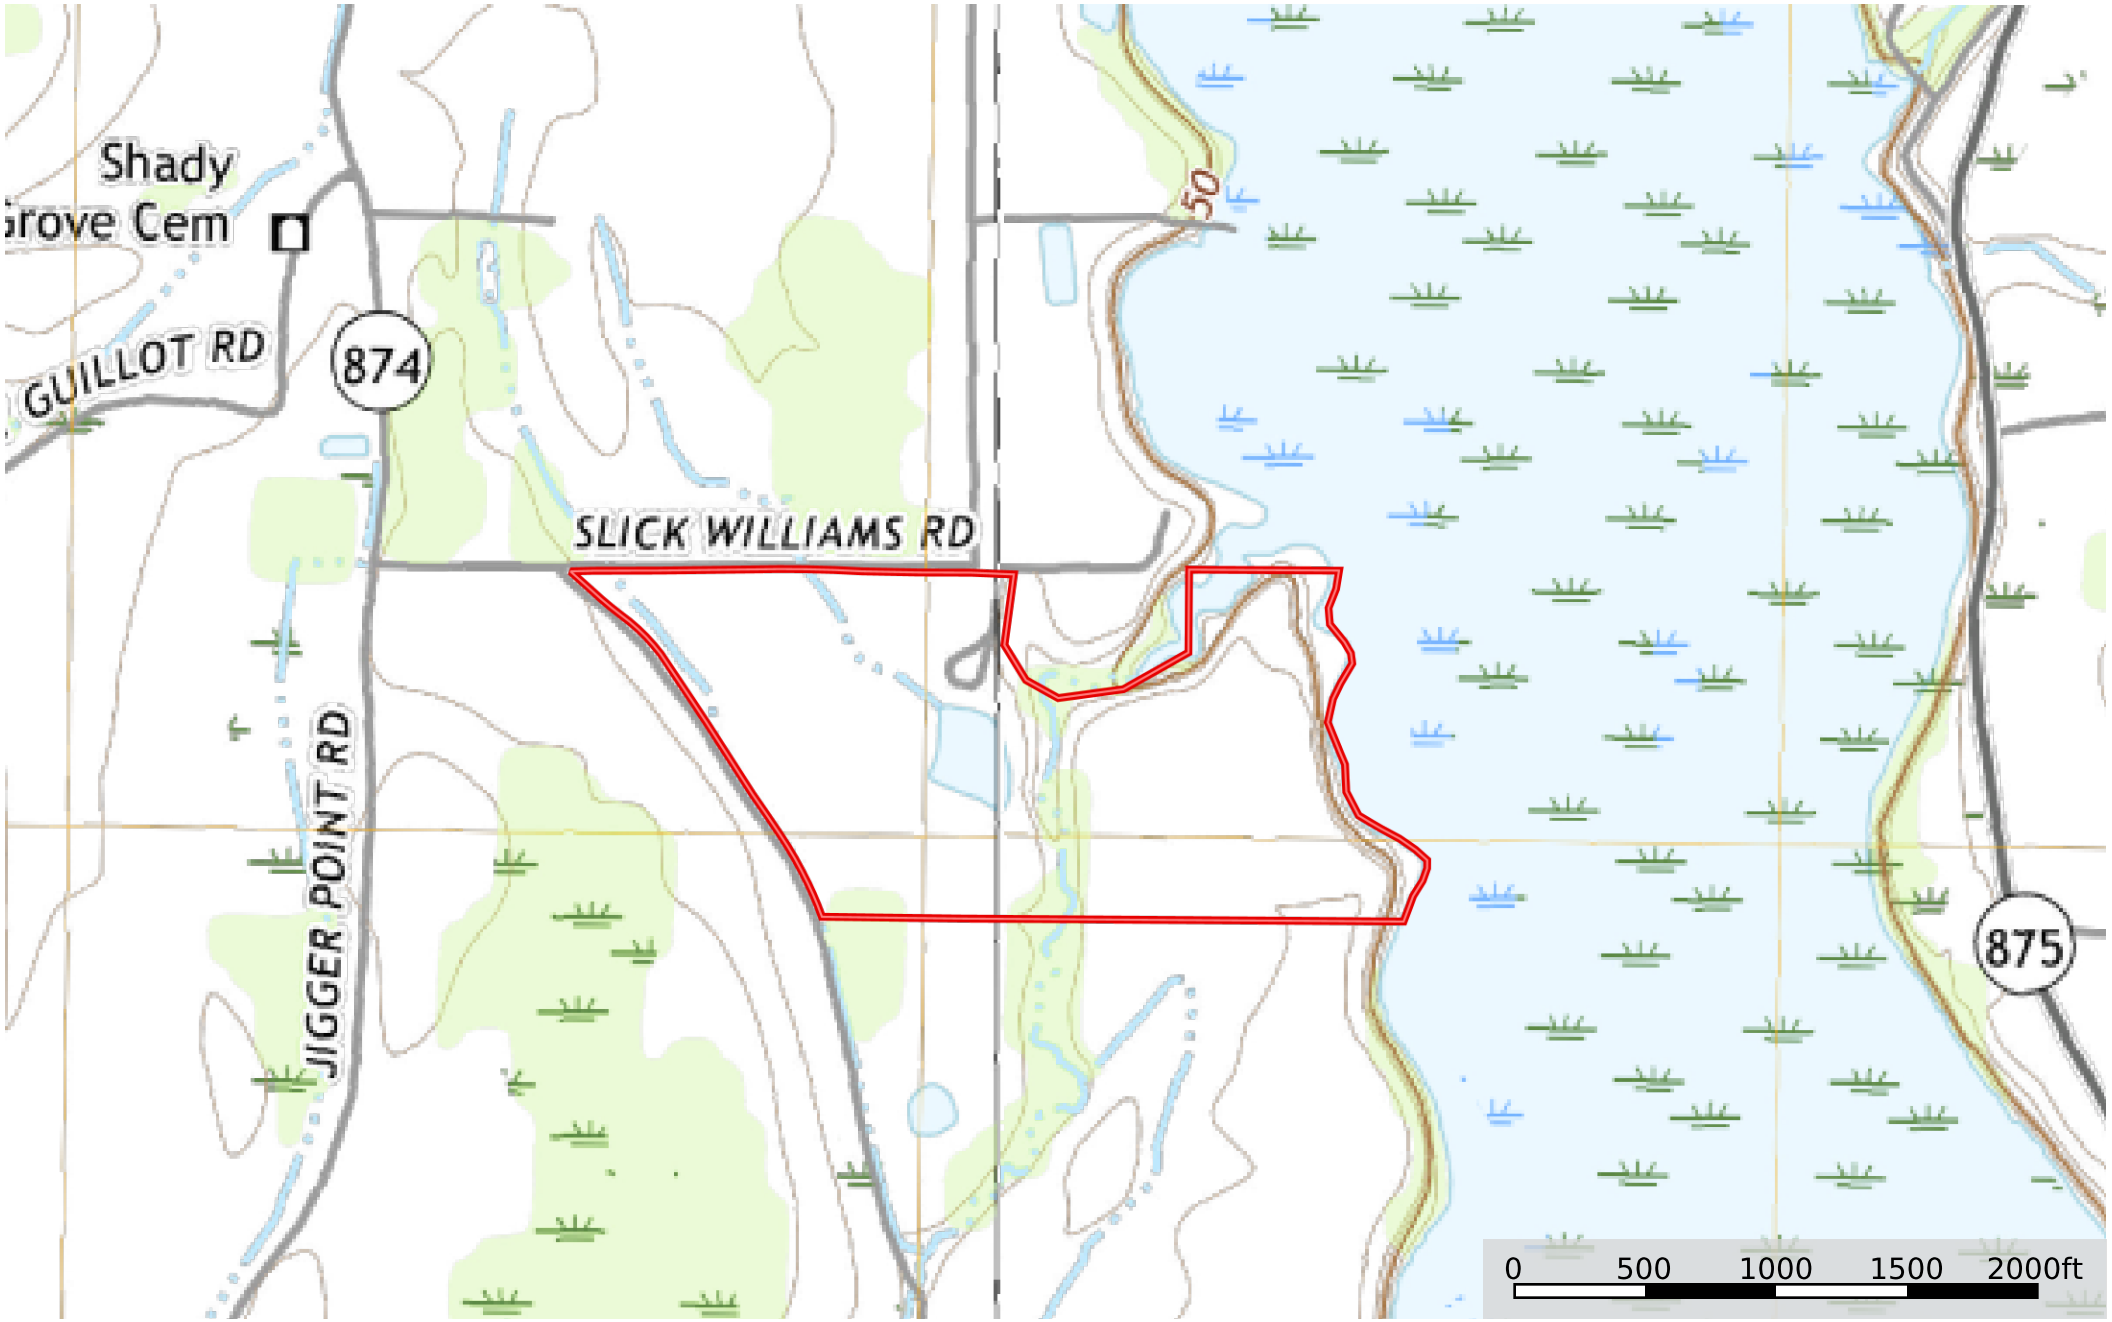 Shady
Grove Cem
50
GUILLOT RD
874
SLICK WILLIAMS RD
JIGGER POINT RD
875
0 500 1000 1500 2000ft